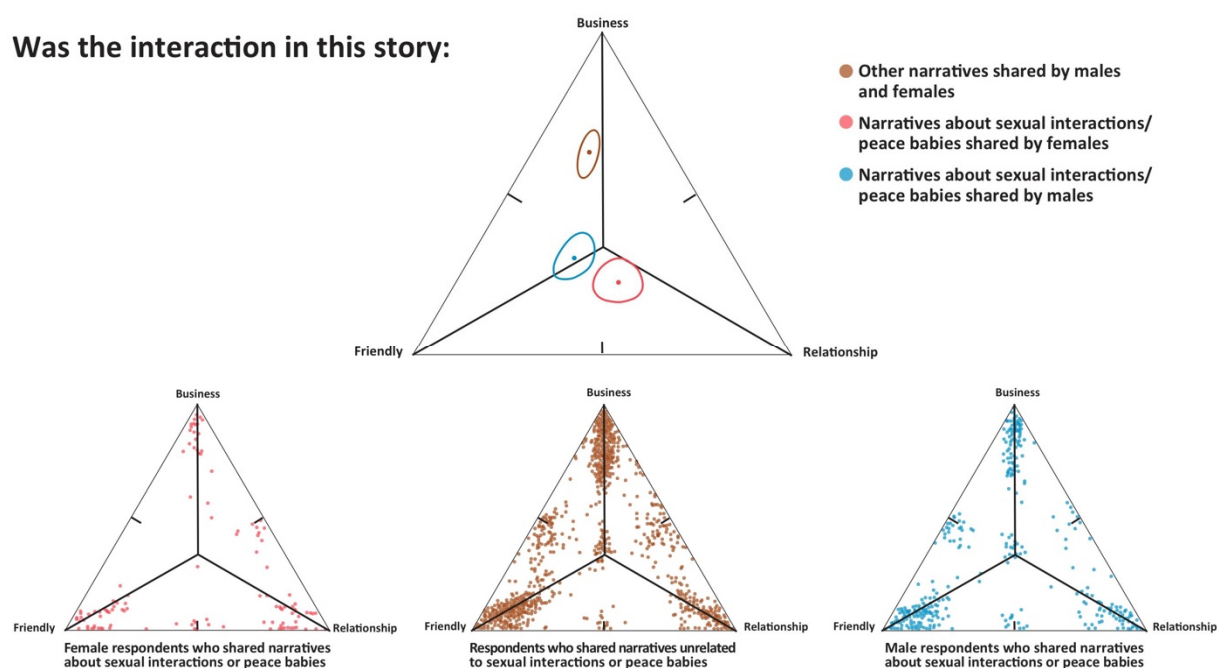 Business
Was the interaction in this story:
Other narratives shared by males
and females
Narratives about sexual interactions/
peace babies shared by females
Narratives about sexual interactions/
peace babies shared by males
Friendly
Relationship
Business
Business
Business
Friendly
Relationship
Friendly
Relationship
Friendly
Relationship
Female respondents who shared narratives
about sexual interactions or peace babies
Respondents who shared narratives unrelated
to sexual interactions or peace babies
Male respondents who shared narratives
about sexual interactions or peace babies